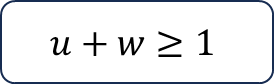 u + w ≥ 1